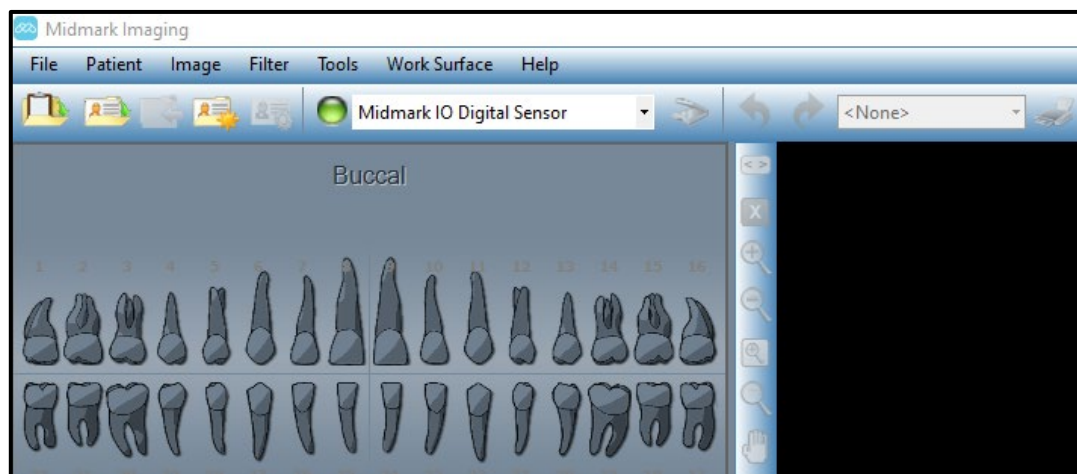 Midmark Imaging
File Patient Image Filter Tools Work Surface Help
Midmark IO Digital Sensor <None>
Buccal
1 2 3 4 5 6 7 8 9 10 11 12 13 14 15 16